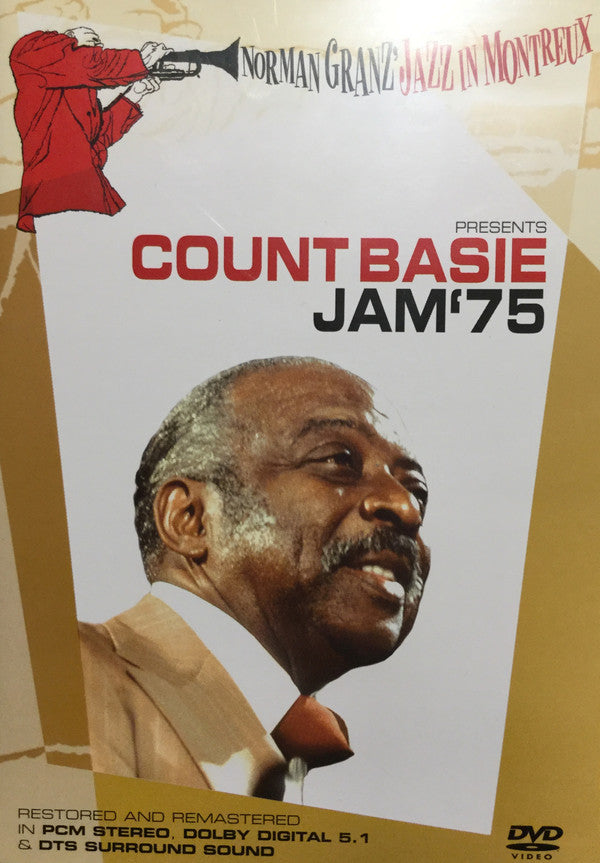 NORMAN GRANZ' JAZZ IN MONTREUX
PRESENTS
COUNT BASIE
JAM '75
RESTORED AND REMASTERED
IN PCM STEREO, DOLBY DIGITAL 5.1
& DTS SURROUND SOUND
DVD
VIDEO